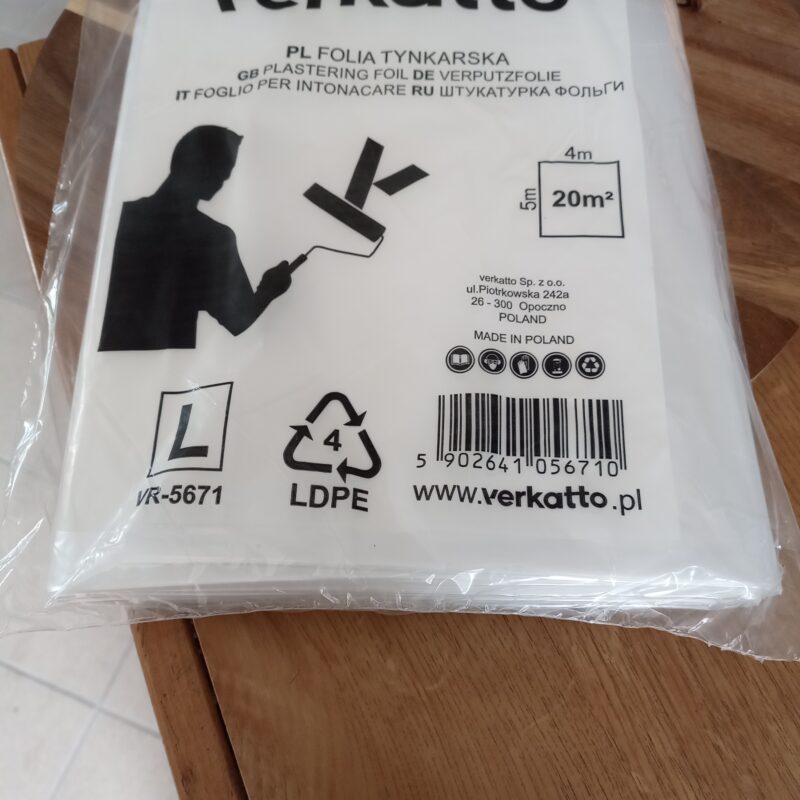 verkatto
PL FOLIA TYNKARSKA
GB PLASTERING FOIL DE VERPUTZFOLIE
IT FOGLIO PER INTONACARE RU ШТУКАТУРКА ФОЛЬГИ
4m
5m
20m²
verkatto Sp. z o.o.
ul.Piotrkowska 242a
26 - 300 Opoczno
POLAND
MADE IN POLAND
L
VR-5671
4
LDPE
5 902641 056710
www.verkatto.pl